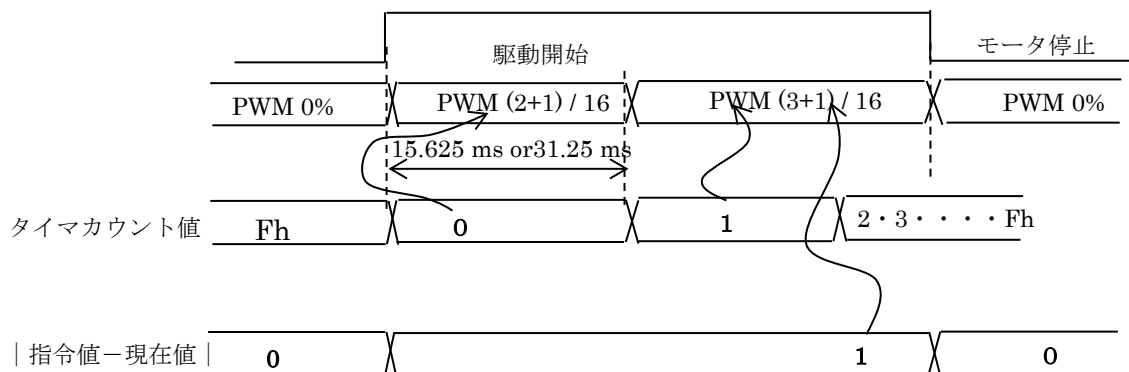 駆動開始
モータ停止
PWM 0%
PWM (2+1) / 16
PWM (3+1) / 16
PWM 0%
15.625 ms or31.25 ms
タイマカウント値
Fh
0
1
2・3・・・・Fh
|指令値－現在値|
0
1
0